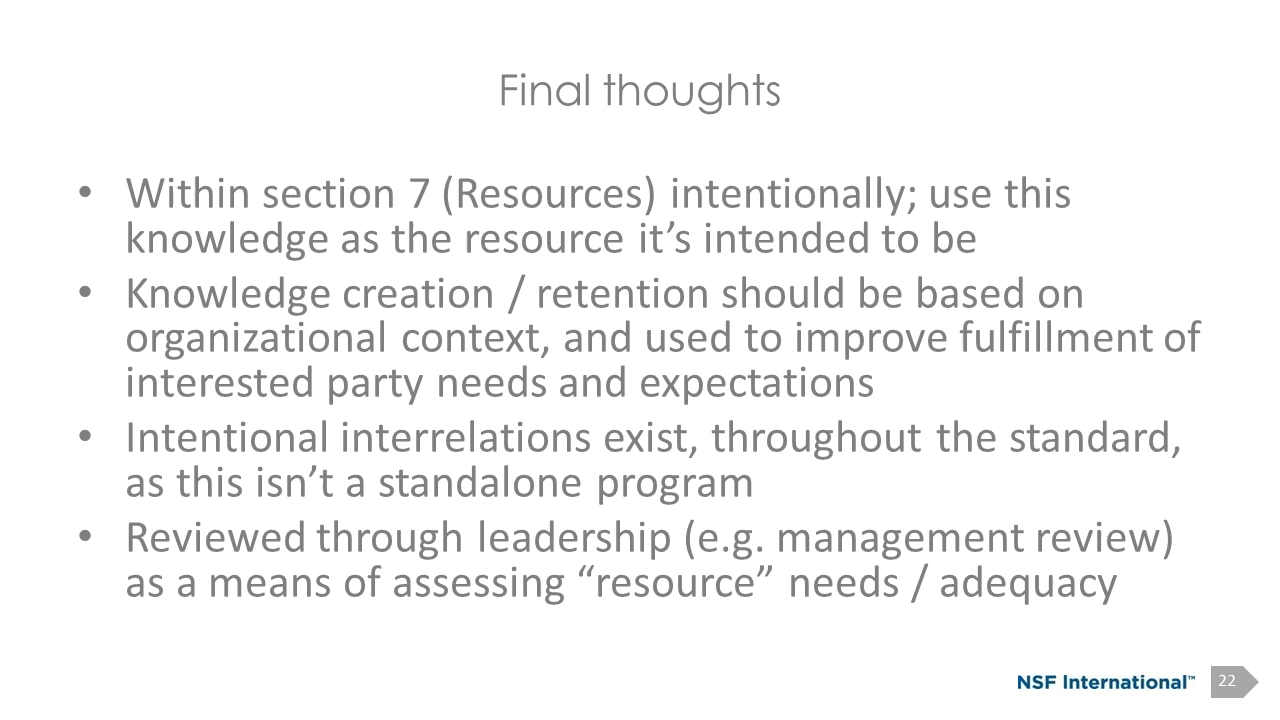 Final thoughts
• Within section 7 (Resources) intentionally; use this
knowledge as the resource it’s intended to be
• Knowledge creation / retention should be based on
organizational context, and used to improve fulfillment of
interested party needs and expectations
• Intentional interrelations exist, throughout the standard,
as this isn’t a standalone program
• Reviewed through leadership (e.g. management review)
as a means of assessing “resource” needs / adequacy
NSF International™ 22